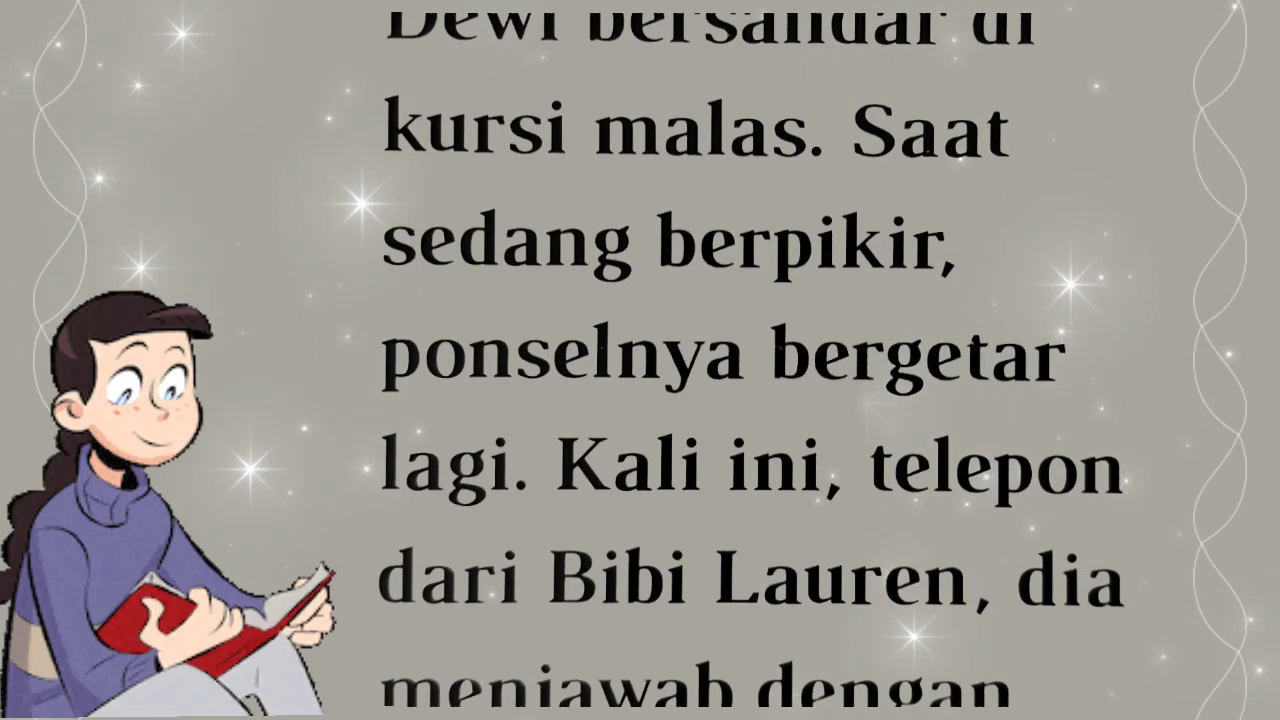 Dewi bersandar di
kursi malas. Saat
sedang berpikir,
ponselnya bergetar
lagi. Kali ini, telepon
dari Bibi Lauren, dia
menjawab dengan